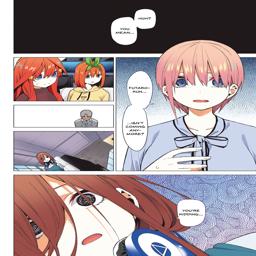 HUH?
YOU
MEAN...
FUTARO-
KUN...
...ISN'T
COMING
ANY-
MORE?
YOU'RE
KIDDING...